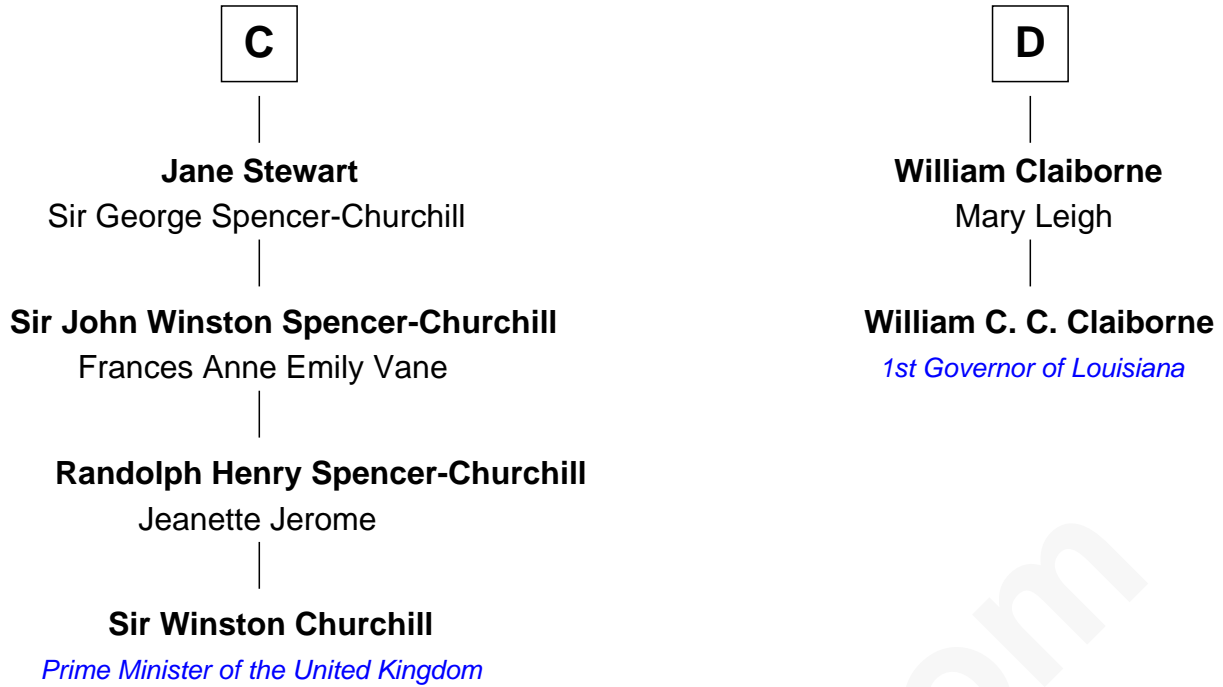 C
Jane Stewart
Sir George Spencer-Churchill
Sir John Winston Spencer-Churchill
Frances Anne Emily Vane
Randolph Henry Spencer-Churchill
Jeanette Jerome
Sir Winston Churchill
Prime Minister of the United Kingdom
D
William Claiborne
Mary Leigh
William C. C. Claiborne
1st Governor of Louisiana
om